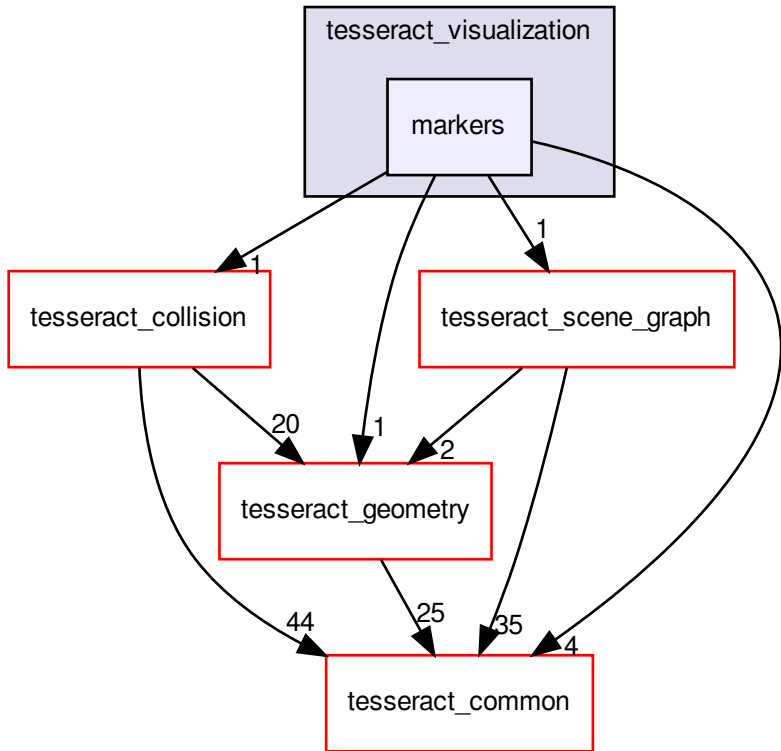 tesseract_visualization
markers
1
1
tesseract_collision
tesseract_scene_graph
20
1
2
tesseract_geometry
44
25
35
4
tesseract_common